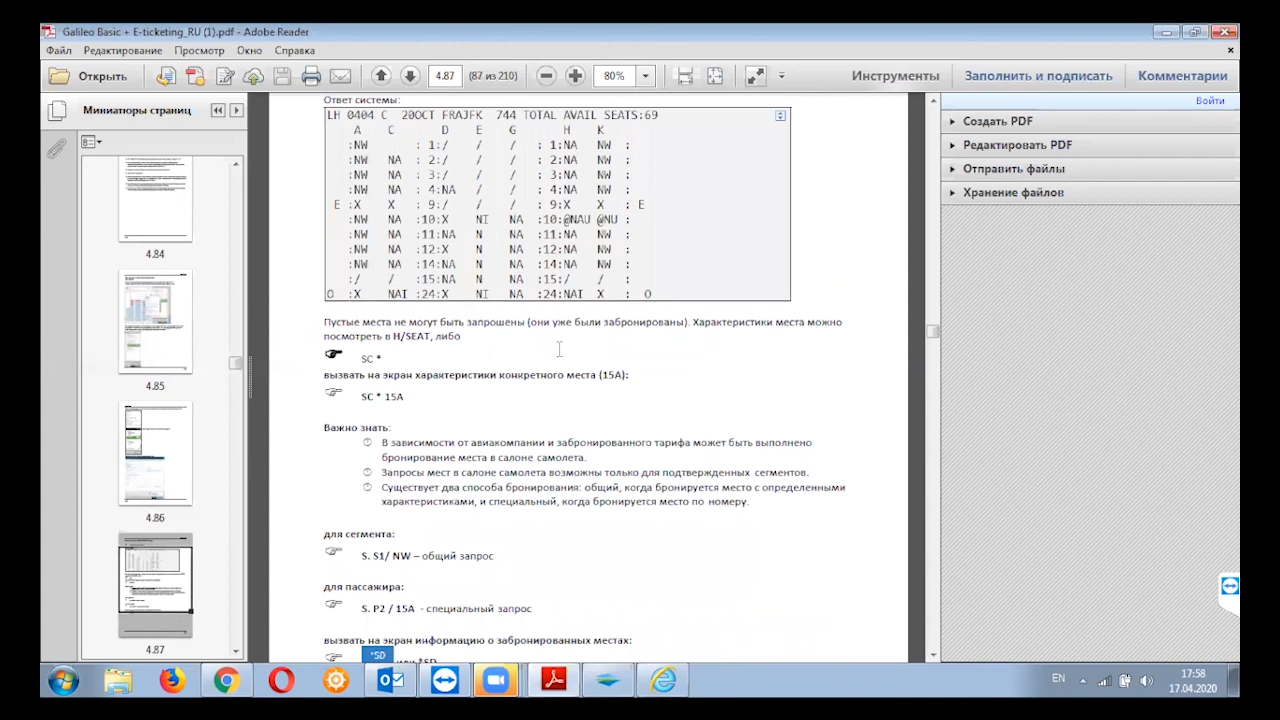 Galileo Basic + E-ticketing_RU (1).pdf - Adobe Reader
Файл Редактирование Просмотр Окно Справка
Открыть 4.87 (87 из 210) 80% Инструменты Заполнить и подписать Комментарии
Войти
Миниатюры страниц
4.84
4.85
4.86
4.87
Ответ системы:
LH 0404 C 20OCT FRAJFK 744 TOTAL AVAIL SEATS:69
A C D E G H K
:NW : 1:/ / / : 1:NA NW :
:NW NA : 2:/ / / : 2:NA NW :
:NW NA : 3:/ / / : 3:NA NW :
:NW NA : 4:NA / / : 4:NA NW :
E :X X : 9:/ / / : 9:X X : E
:NW NA :10:X NI NA :10:@NAU @NU :
:NW NA :11:NA N NA :11:NA NW :
:NW NA :12:X N NA :12:NA NW :
:NW NA :14:NA N NA :14:NA NW :
:/ / :15:NA N NA :15:/ / :
O :X NAI :24:X NI NA :24:NAI X : O
Пустые места не могут быть запрошены (они уже были забронированы). Характеристики места можно
посмотреть в H/SEAT, либо
SC *
вызвать на экран характеристики конкретного места (15А):
SC * 15A
Важно знать:
В зависимости от авиакомпании и забронированного тарифа может быть выполнено
бронирование места в салоне самолета.
Запросы мест в салоне самолета возможны только для подтвержденных сегментов.
Существует два способа бронирования: общий, когда бронируется место с определенными
характеристиками, и специальный, когда бронируется место по номеру.
для сегмента:
S. S1/ NW – общий запрос
для пассажира:
S. P2 / 15A - специальный запрос
вызвать на экран информацию о забронированных местах:
*SD
или *SD
Создать PDF
Редактировать PDF
Отправить файлы
Хранение файлов
EN
17:58
17.04.2020